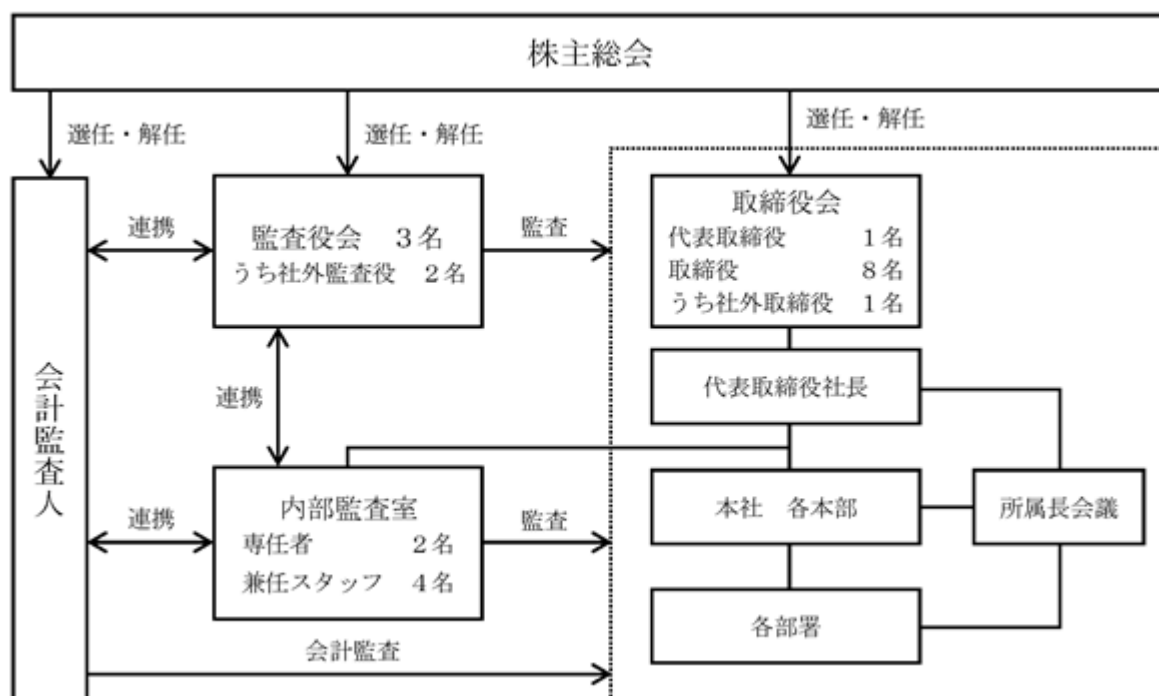 株主総会
選任・解任
選任・解任
選任・解任
会計監査人
連携
監査役会　３名
うち社外監査役　２名
監査
取締役会
代表取締役　１名
取締役　８名
うち社外取締役　１名
連携
代表取締役社長
連携
内部監査室
専任者　２名
兼任スタッフ　４名
監査
本社　各本部
所属長会議
各部署
会計監査